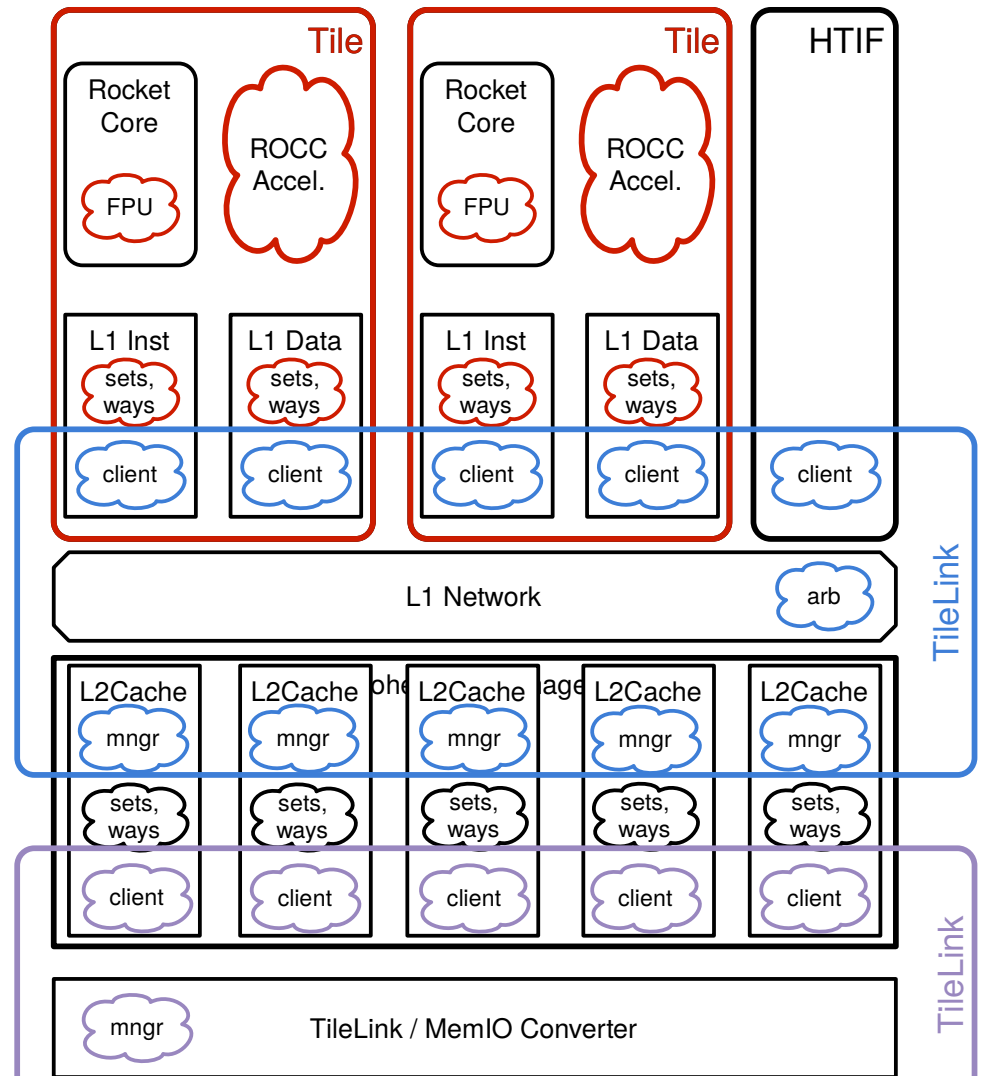 Tile
Tile
HTIF
Rocket
Core
ROCC
Accel.
FPU
Rocket
Core
ROCC
Accel.
FPU
L1 Inst
sets,
ways
client
L1 Data
sets,
ways
client
L1 Inst
sets,
ways
client
L1 Data
sets,
ways
client
client
TileLink
L1 Network
arb
L2Cache
mngr
sets,
ways
client
L2Cache
mngr
sets,
ways
client
L2Cache
mngr
sets,
ways
client
L2Cache
mngr
sets,
ways
client
L2Cache
mngr
sets,
ways
client
TileLink
mngr
TileLink / MemIO Converter